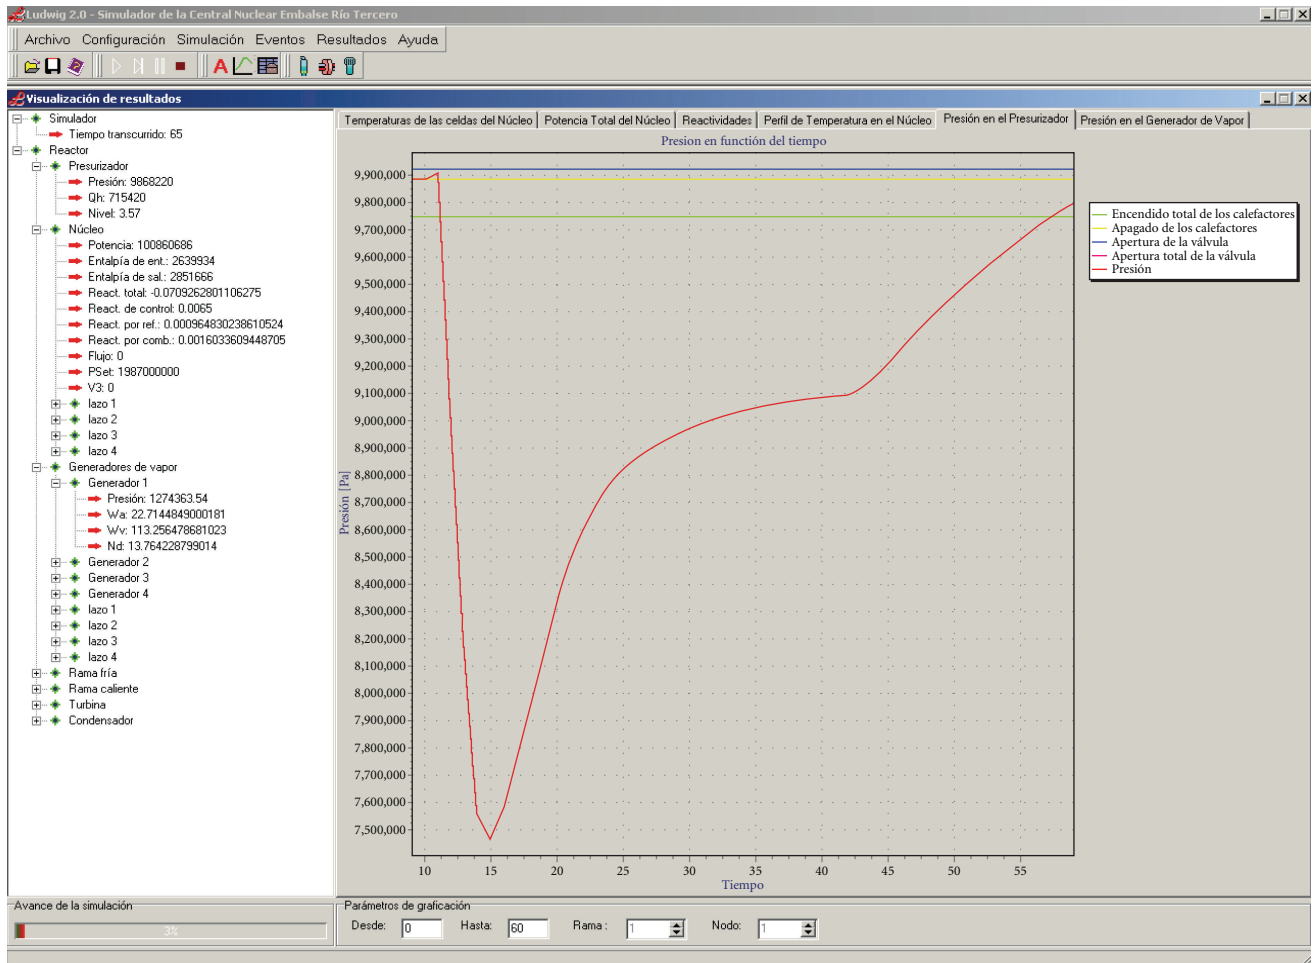 Ludwig 2.0 - Simulador de la Central Nuclear Embalse Río Tercero
Archivo Configuración Simulación Eventos Resultados Ayuda
A
Visualización de resultados
Simulador
Tiempo transcurrido: 65
Reactor
Presurizador
Presión: 9868220
Qh: 715420
Nivel: 3.57
Núcleo
Potencia: 100860686
Entalpía de ent.: 2639934
Entalpía de sal.: 2851666
React. total: -0.0709262801106275
React. de control: 0.0065
React. por ref.: 0.000964830238610524
React. por comb.: 0.0016033609448705
Flujo: 0
PSet: 1987000000
V3: 0
lazo 1
lazo 2
lazo 3
lazo 4
Generadores de vapor
Generador 1
Presión: 1274363.54
Wa: 22.7144849000181
Wv: 113.256478681023
Nd: 13.764228799014
Generador 2
Generador 3
Generador 4
lazo 1
lazo 2
lazo 3
lazo 4
Rama fría
Rama caliente
Turbina
Condensador
Temperaturas de las celdas del Núcleo Potencia Total del Núcleo Reactividades Perfil de Temperatura en el Núcleo Presión en el Presurizador Presión en el Generador de Vapor
Presion en función del tiempo
9,900,000
9,800,000
9,700,000
9,600,000
9,500,000
9,400,000
9,300,000
9,200,000
9,100,000
9,000,000
8,900,000
8,800,000
8,700,000
8,600,000
8,500,000
8,400,000
8,300,000
8,200,000
8,100,000
8,000,000
7,900,000
7,800,000
7,700,000
7,600,000
7,500,000
Presión [Pa]
10 15 20 25 30 35 40 45 50 55
Tiempo
Encendido total de los calefactores
Apagado de los calefactores
Apertura de la válvula
Apertura total de la válvula
Presión
Avance de la simulación
3%
Parámetros de graficación
Desde: 0 Hasta: 60 Rama : 1 Nodo: 1